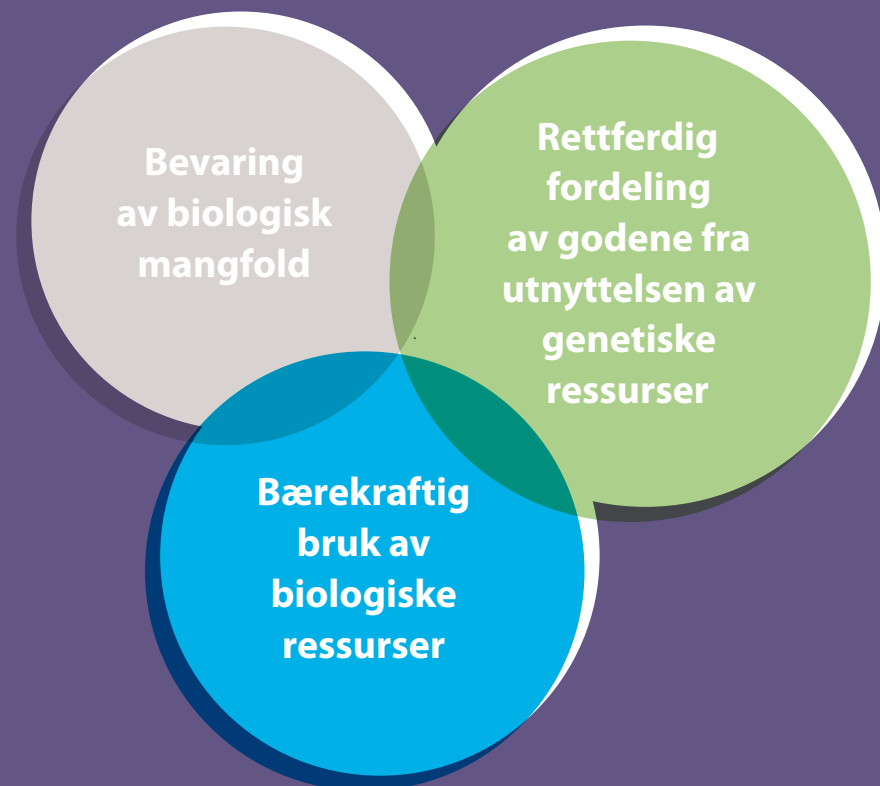 Bevaring
av biologisk
mangfold
Rettferdig
fordeling
av godene fra
utnyttelsen av
genetiske
ressurser
Bærekraftig
bruk av
biologiske
ressurser